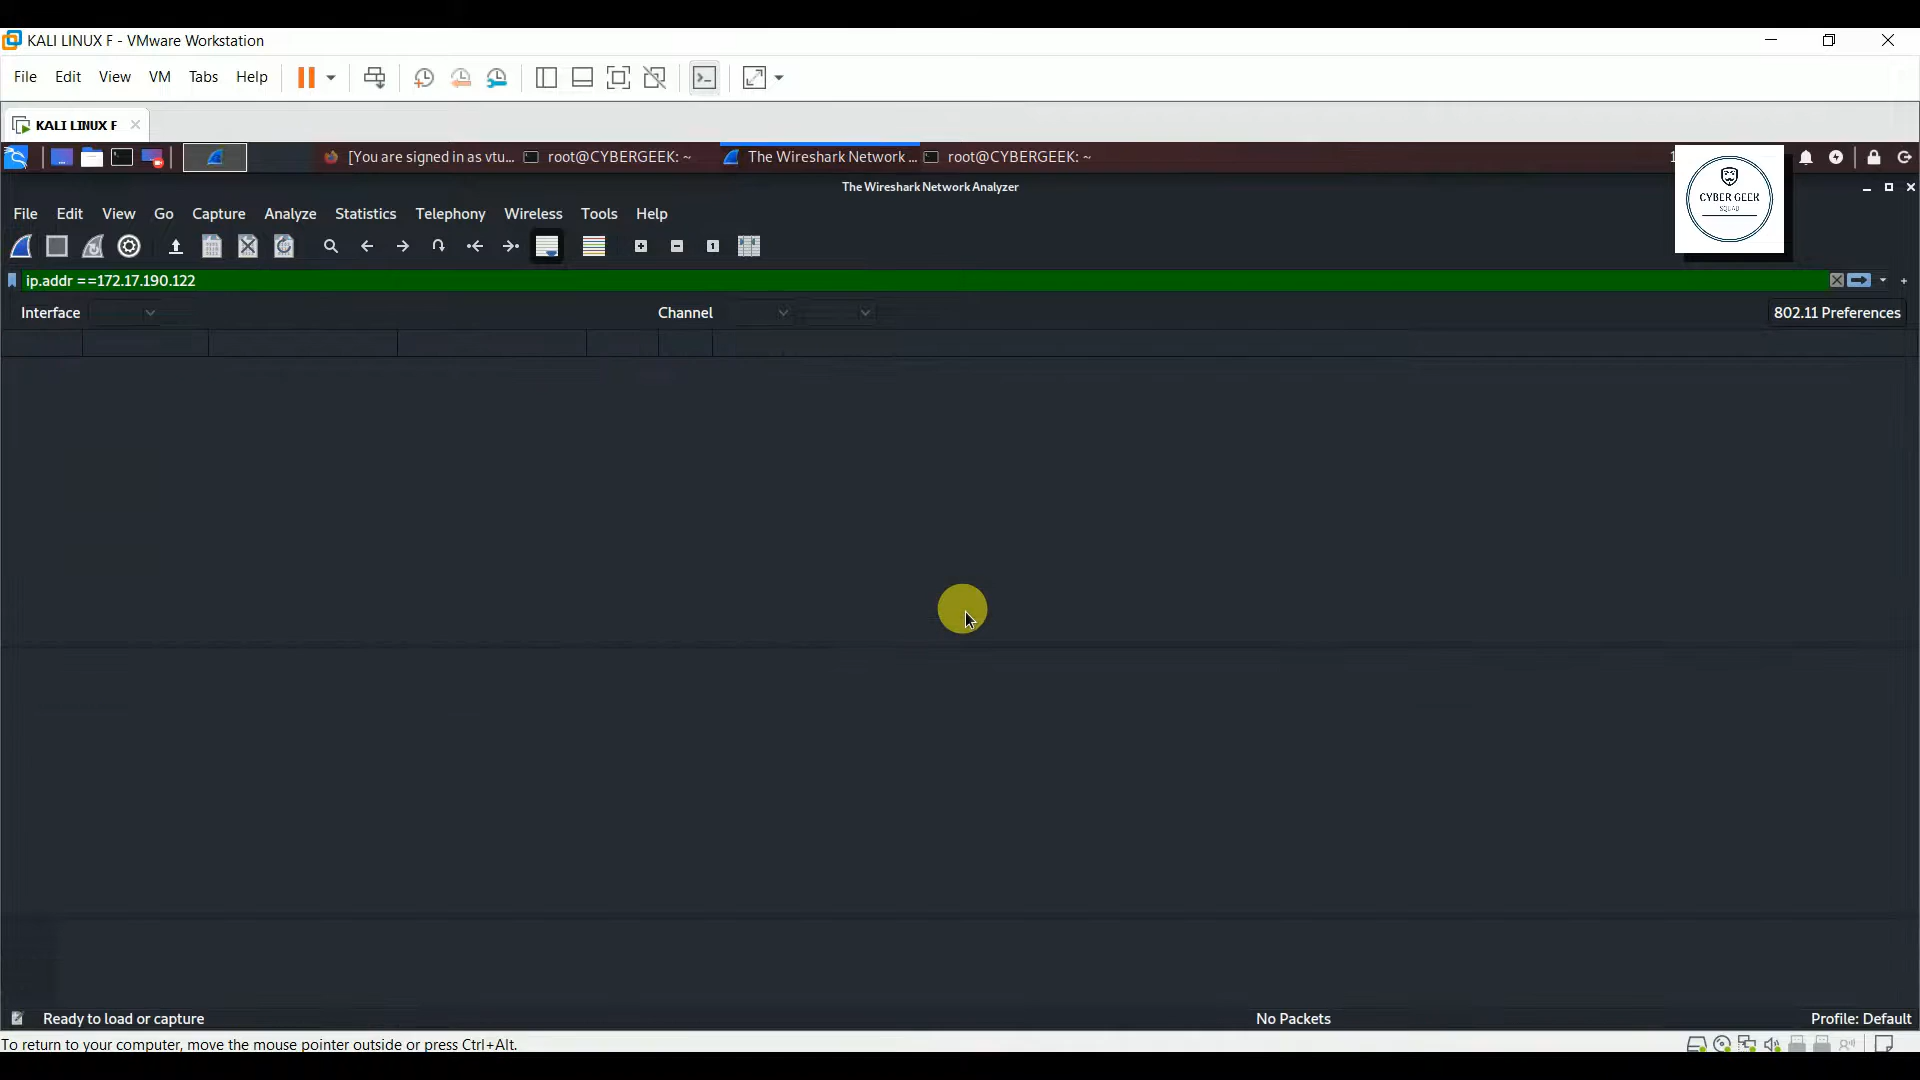 KALI LINUX F - VMware Workstation
File Edit View VM Tabs Help
KALI LINUX F
[You are signed in as vtu... root@CYBERGEEK: ~ The Wireshark Network ... root@CYBERGEEK: ~
The Wireshark Network Analyzer
CYBER GEEK
SQUAD
File Edit View Go Capture Analyze Statistics Telephony Wireless Tools Help
ip.addr ==172.17.190.122
Interface Channel 802.11 Preferences
Ready to load or capture No Packets Profile: Default
To return to your computer, move the mouse pointer outside or press Ctrl+Alt.